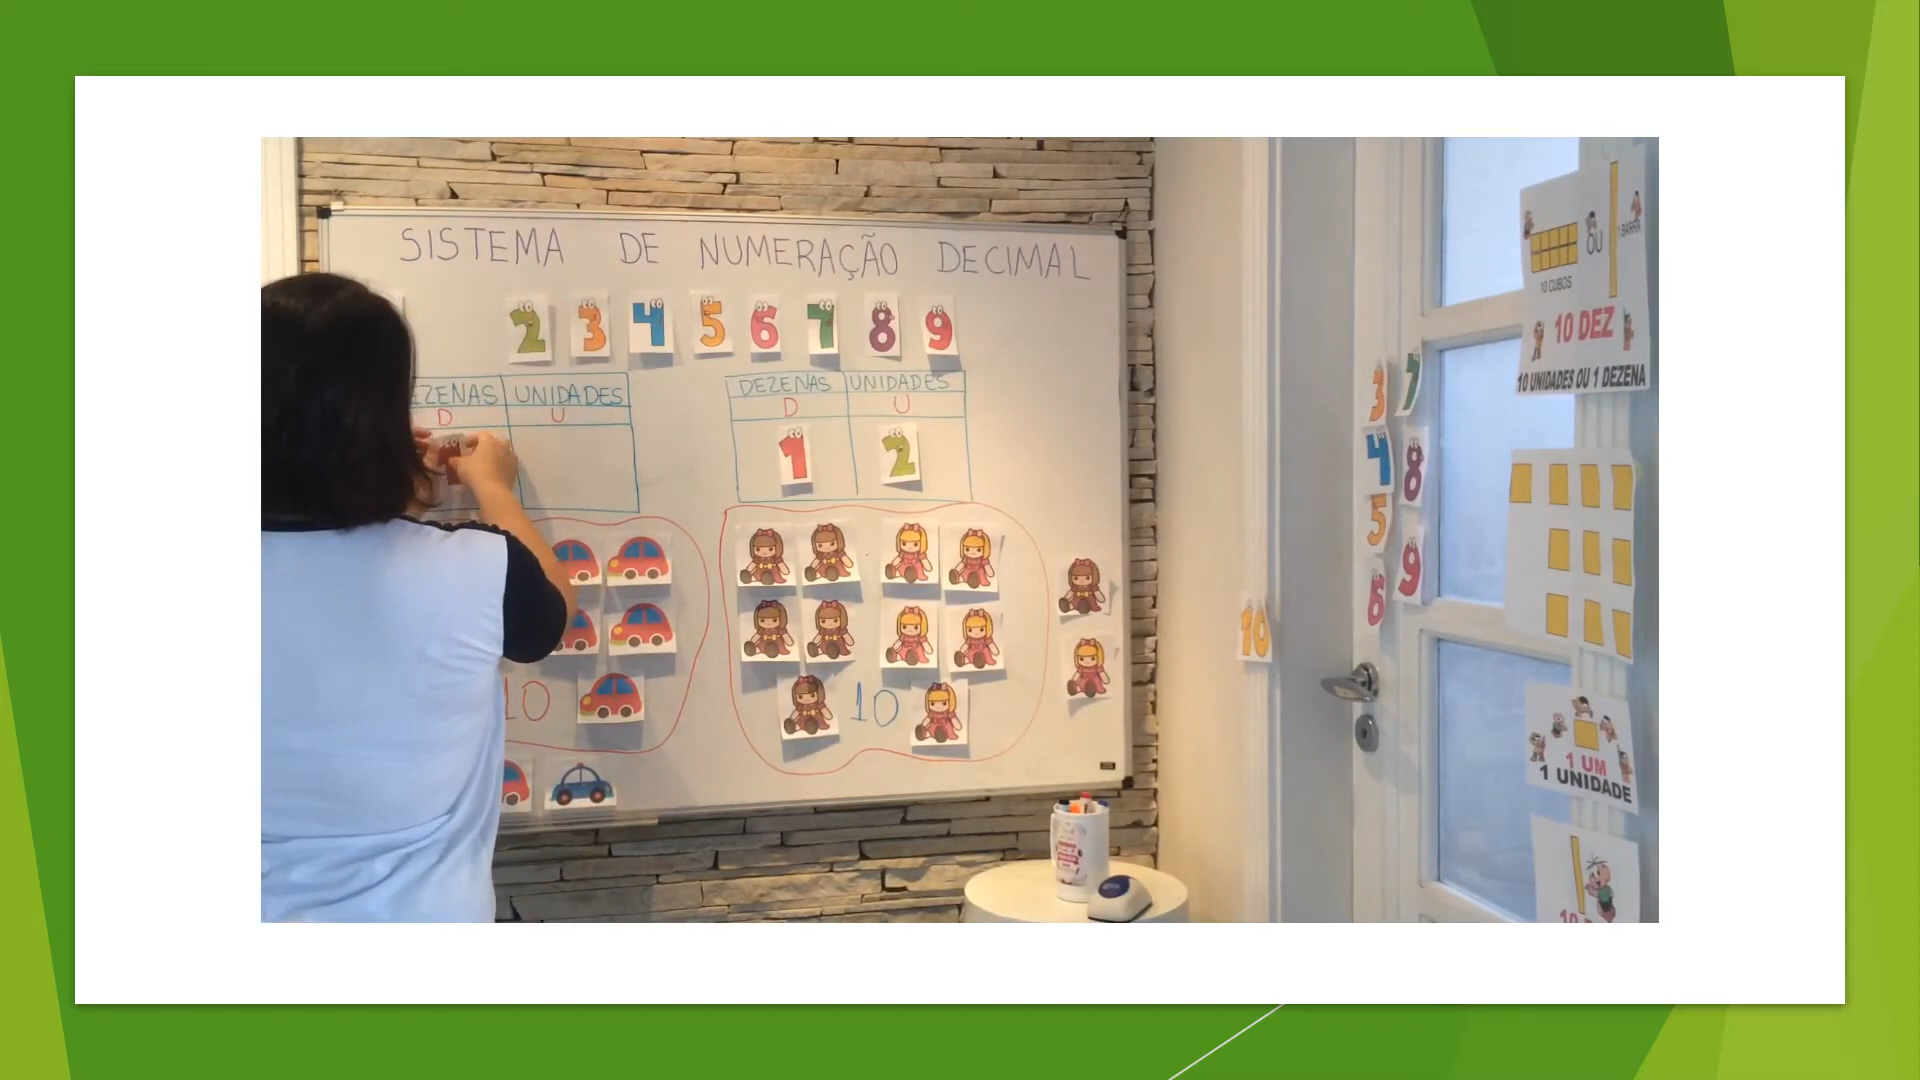 SISTEMA DE NUMERAÇÃO DECIMAL
2 3 4 5 6 7 8 9
UNIDADES
D U
10
DEZENAS UNIDADES
D U
1 2
10
10
3 7
4 8
5 9
6
OU
1 BARRA
10 CUBOS
10 DEZ
10 UNIDADES OU 1 DEZENA
1 UM
1 UNIDADE
10